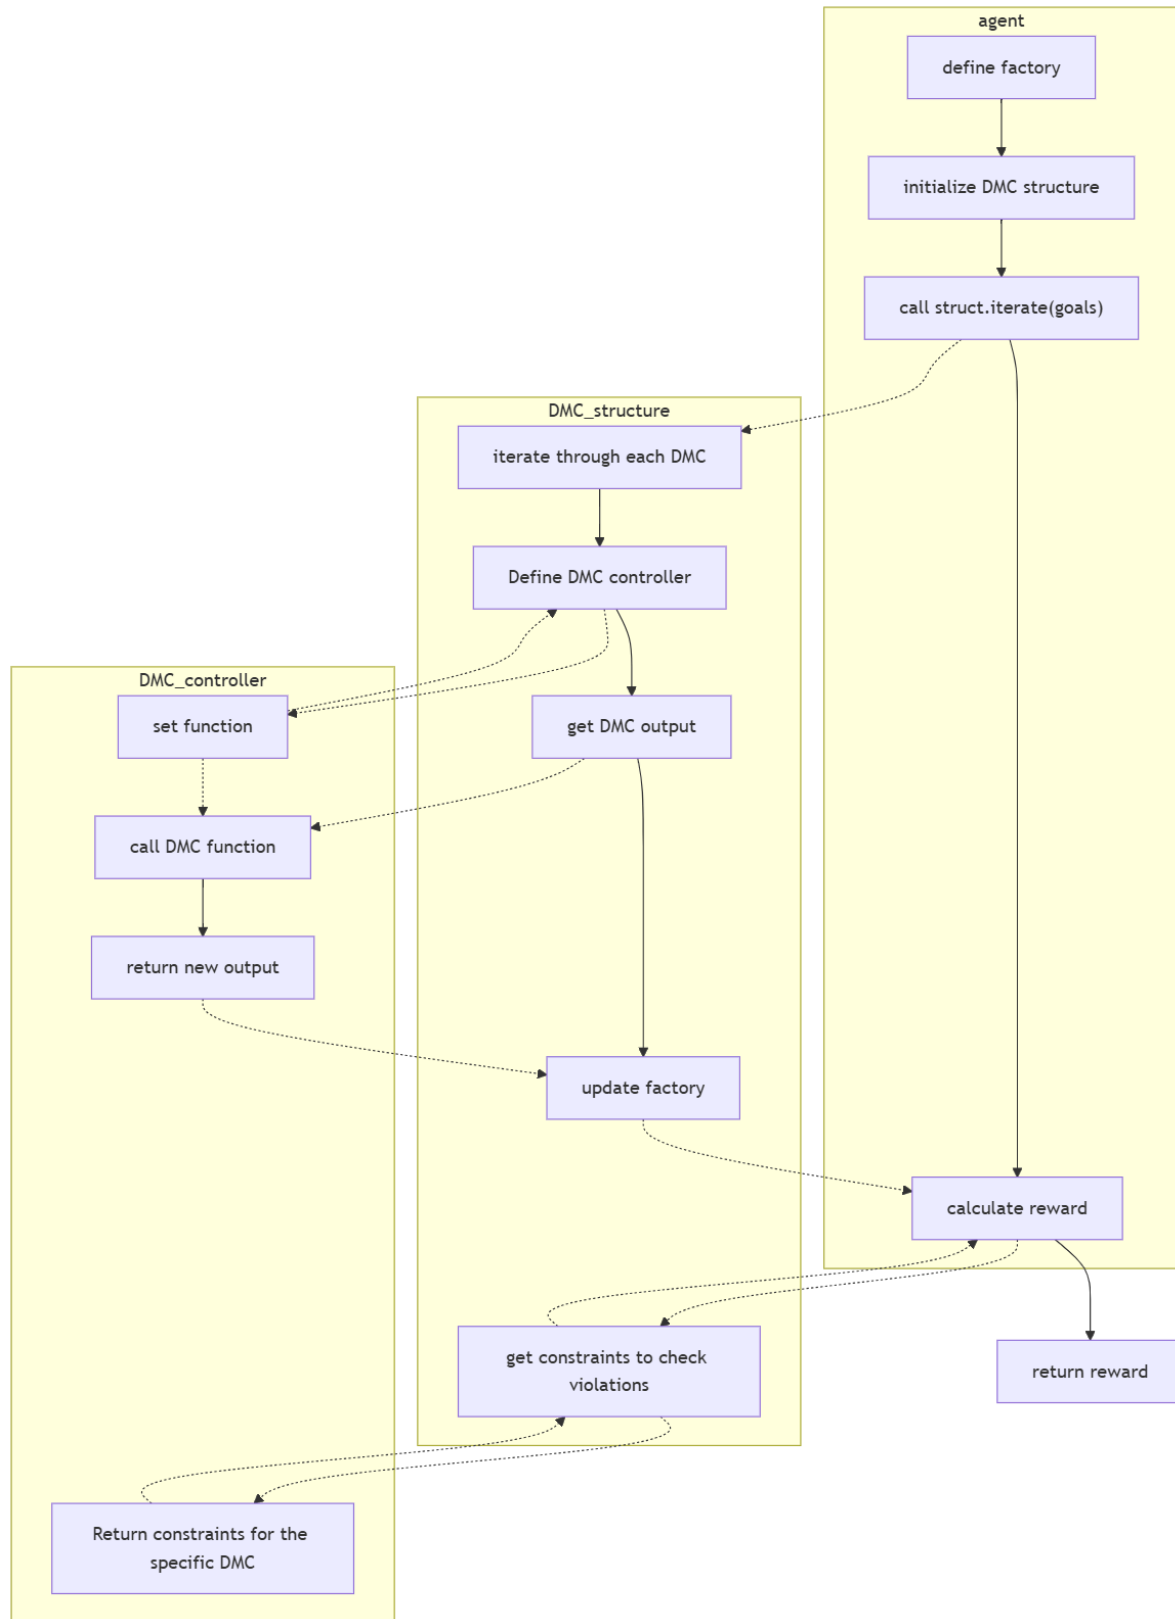 agent
define factory
initialize DMC structure
call struct.iterate(goals)
DMC_structure
iterate through each DMC
Define DMC controller
DMC_controller
set function
get DMC output
call DMC function
return new output
update factory
calculate reward
get constraints to check
violations
return reward
Return constraints for the
specific DMC